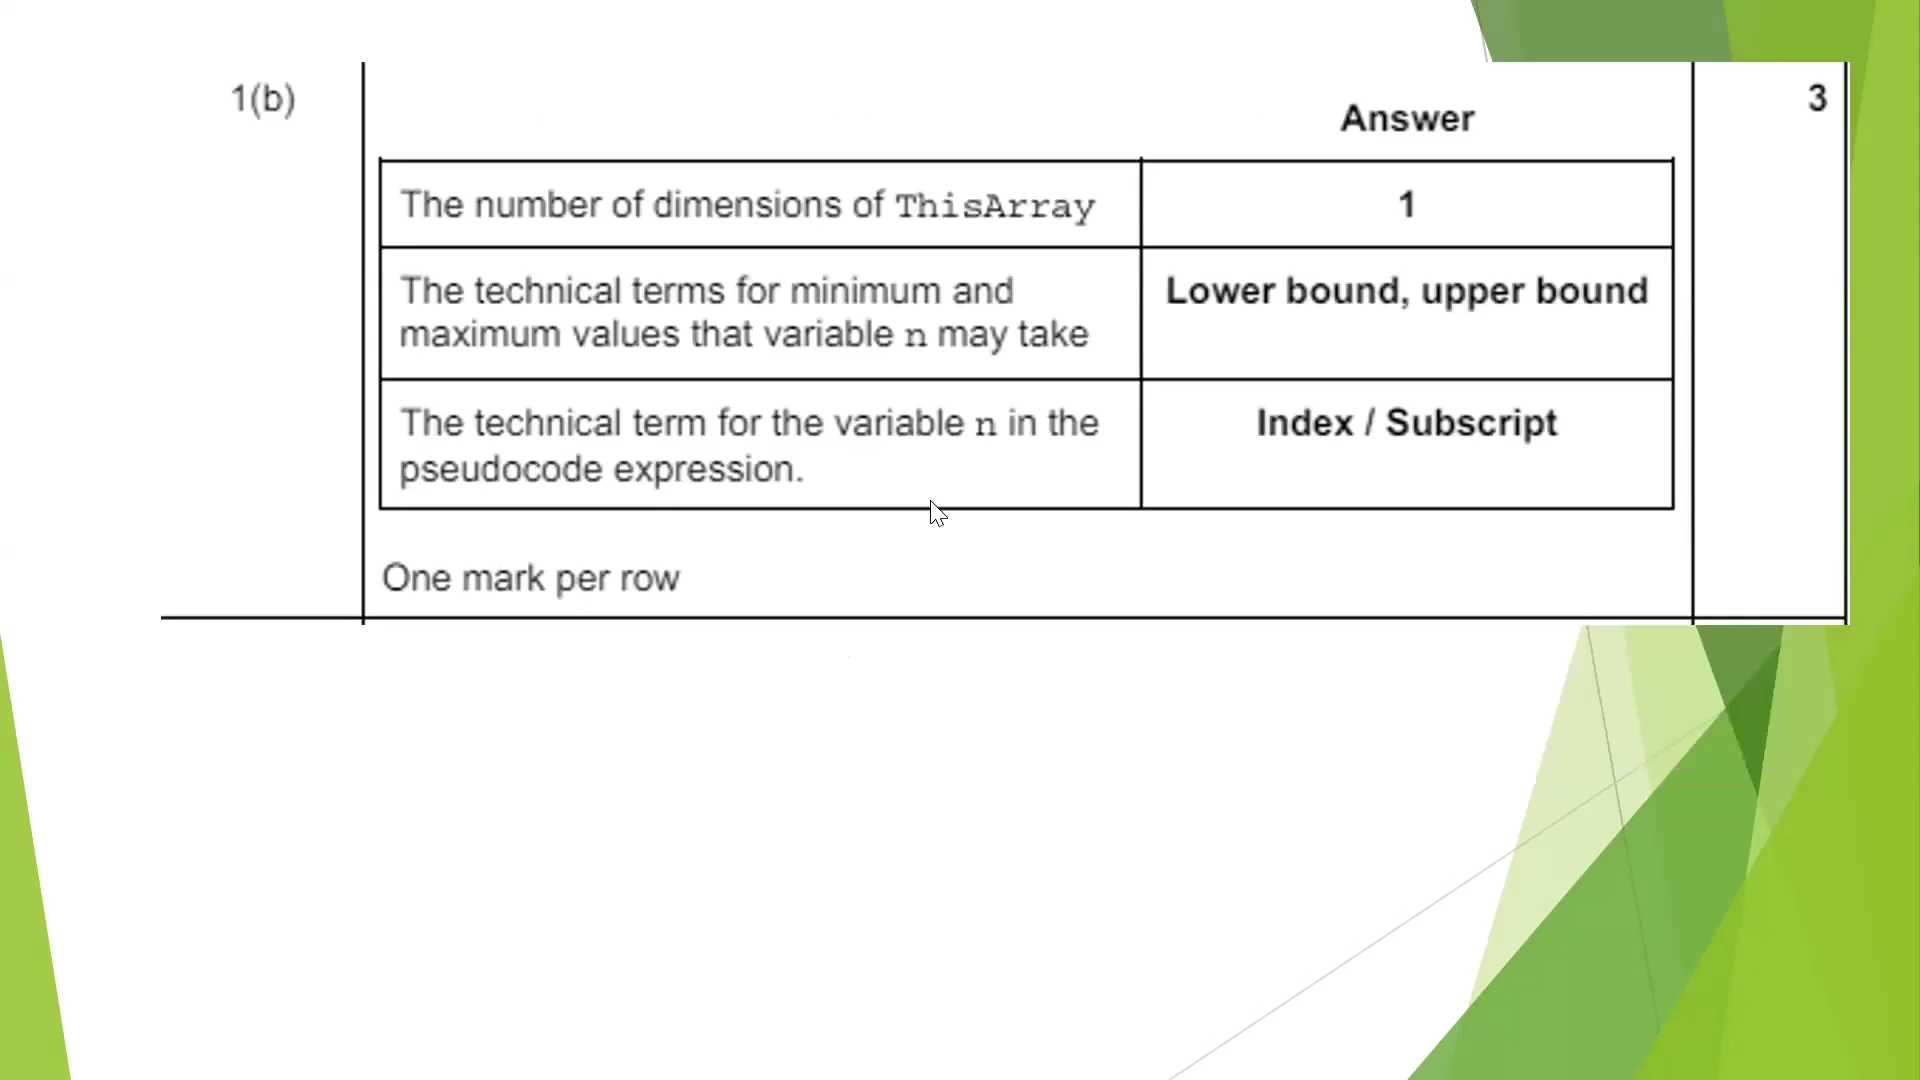 1(b)
Answer
3
The number of dimensions of ThisArray
1
The technical terms for minimum and
maximum values that variable n may take
Lower bound, upper bound
The technical term for the variable n in the
pseudocode expression.
Index / Subscript
One mark per row